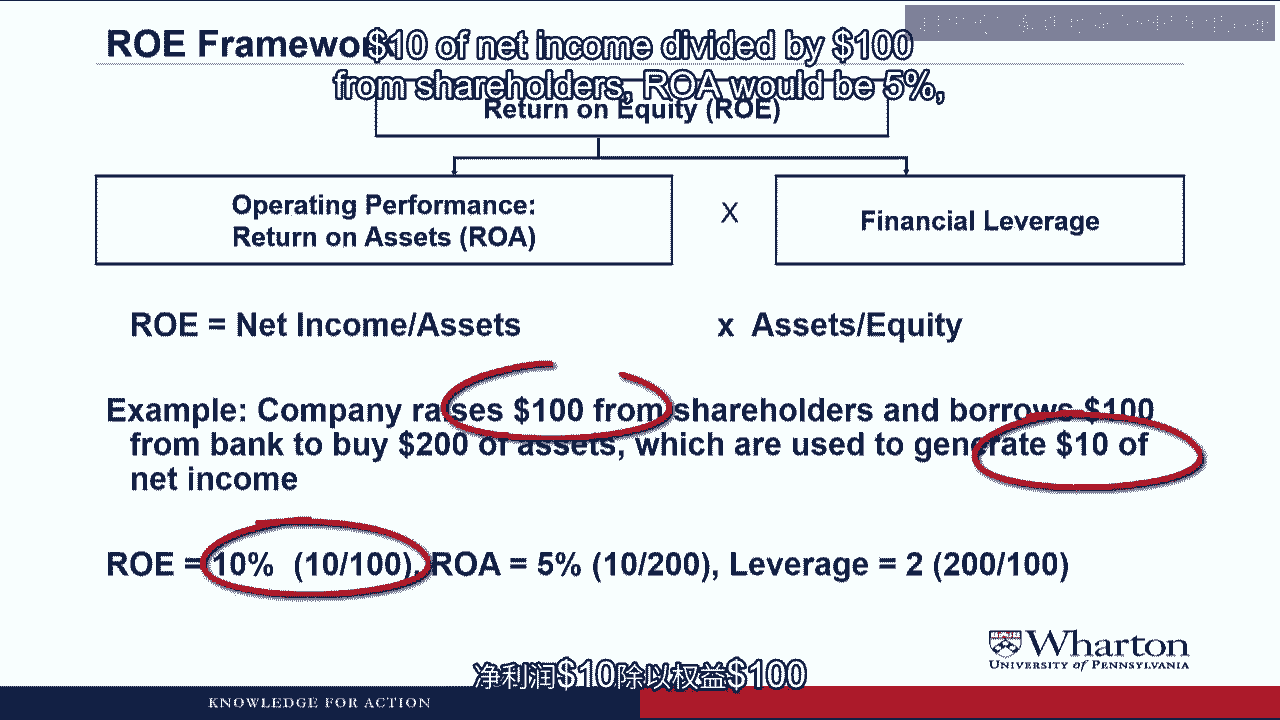 ROE Framework
$10 of net income divided by $100
from shareholders, ROA would be 5%,
Return on Equity (ROE)
Operating Performance:
Return on Assets (ROA)
X
Financial Leverage
ROE = Net Income/Assets x Assets/Equity
Example: Company raises $100 from shareholders and borrows $100
from bank to buy $200 of assets, which are used to generate $10 of
net income
ROE = 10% (10/100), ROA = 5% (10/200), Leverage = 2 (200/100)
Wharton
UNIVERSITY of PENNSYLVANIA
净利润$10除以权益$100
KNOWLEDGE FOR ACTION